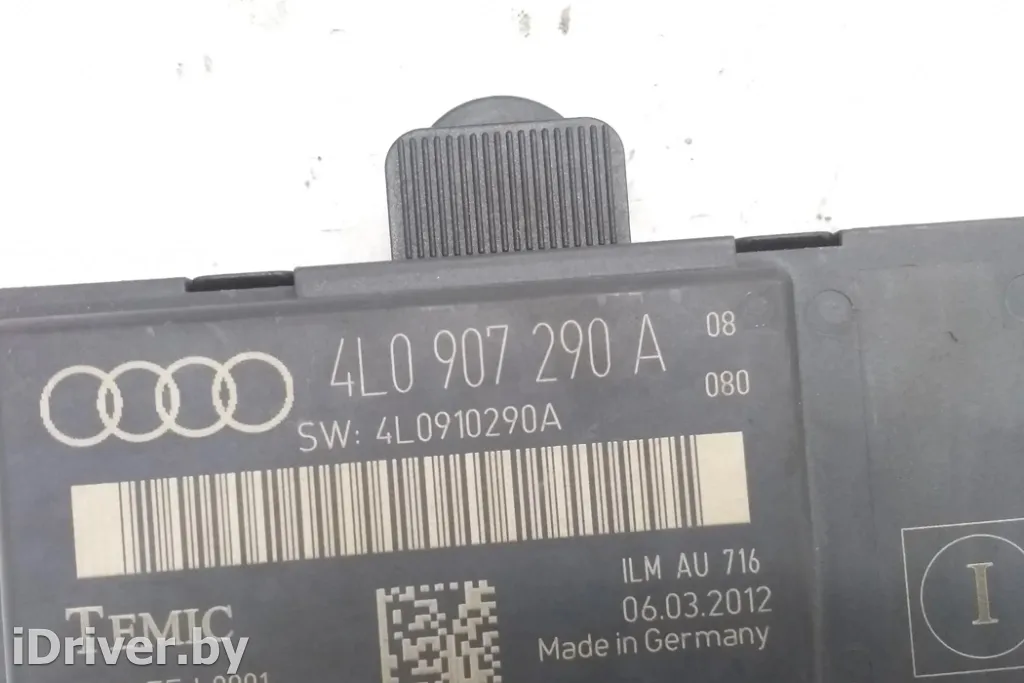 4L0 907 290 A
08
SW: 4L0910290A
080
ILM AU 716
TEMIC
06.03.2012
Made in Germany
I
iDriver.by